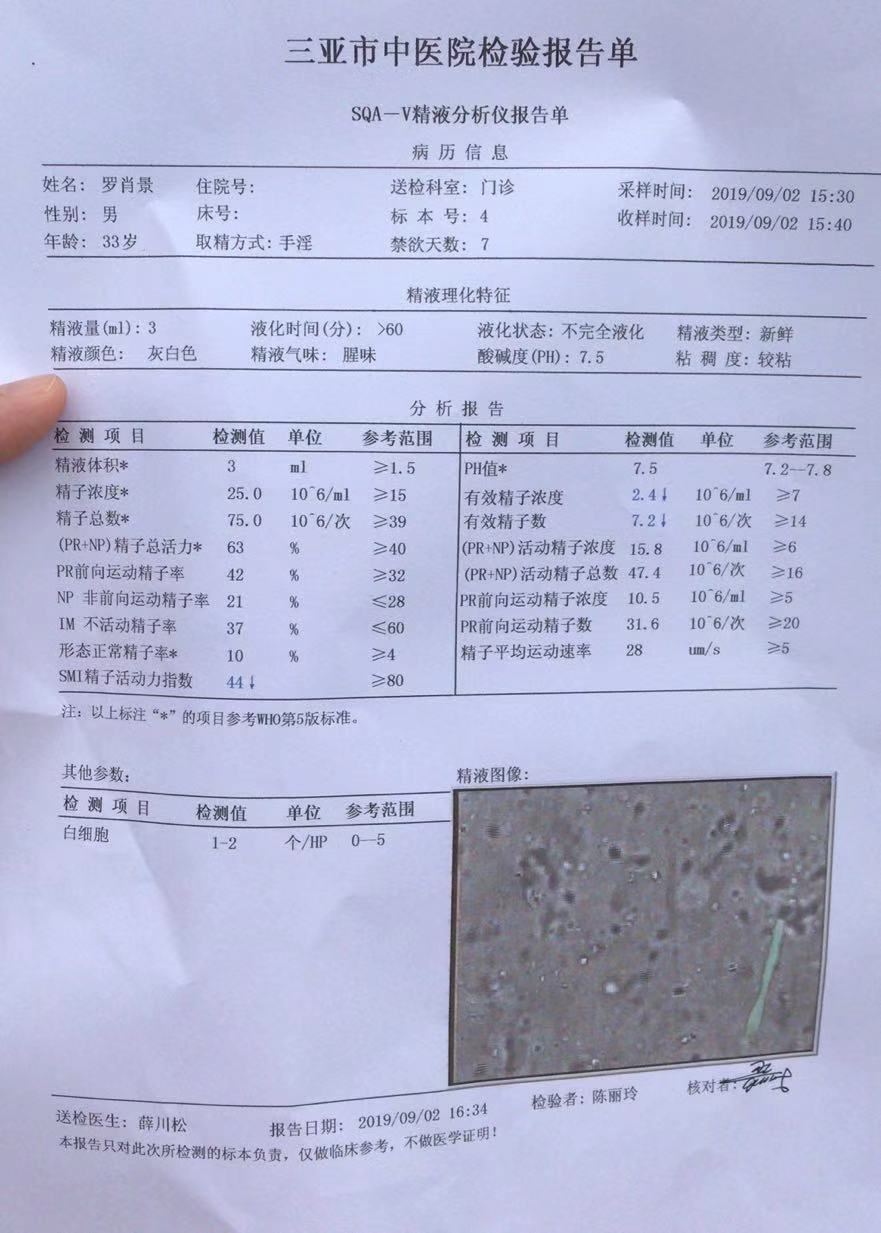 三亚市中医院检验报告单
SQA－V精液分析仪报告单
病历信息
姓名: 罗肖景 住院号: 送检科室: 门诊 采样时间: 2019/09/02 15:30
性别: 男 床号: 标本号: 4 收样时间: 2019/09/02 15:40
年龄: 33岁 取精方式: 手淫 禁欲天数: 7
精液理化特征
精液量(ml): 3 液化时间(分): >60 液化状态: 不完全液化 精液类型: 新鲜
精液颜色: 灰白色 精液气味: 腥味 酸碱度(PH): 7.5 粘稠度: 较粘
分析报告
检测项目 检测值 单位 参考范围 检测项目 检测值 单位 参考范围
精液体积* 3 ml ≥1.5 PH值* 7.5 7.2--7.8
精子浓度* 25.0 10^6/ml ≥15 有效精子浓度 2.4↓ 10^6/ml ≥7
精子总数* 75.0 10^6/次 ≥39 有效精子数 7.2↓ 10^6/次 ≥14
(PR+NP)精子总活力* 63 % ≥40 (PR+NP)活动精子浓度 15.8 10^6/ml ≥6
PR前向运动精子率 42 % ≥32 (PR+NP)活动精子总数 47.4 10^6/次 ≥16
NP 非前向运动精子率 21 % ≤28 PR前向运动精子浓度 10.5 10^6/ml ≥5
IM 不活动精子率 37 % ≤60 PR前向运动精子数 31.6 10^6/次 ≥20
形态正常精子率* 10 % ≥4 精子平均运动速率 28 um/s ≥5
SMI精子活动力指数 44↓ ≥80
注: 以上标注“*”的项目参考WHO第5版标准。
其他参数: 精液图像:
检测项目 检测值 单位 参考范围
白细胞 1-2 个/HP 0--5
送检医生: 薛川松 报告日期: 2019/09/02 16:34 检验者: 陈丽玲 核对者:
本报告只对此次所检测的标本负责，仅做临床参考，不做医学证明！